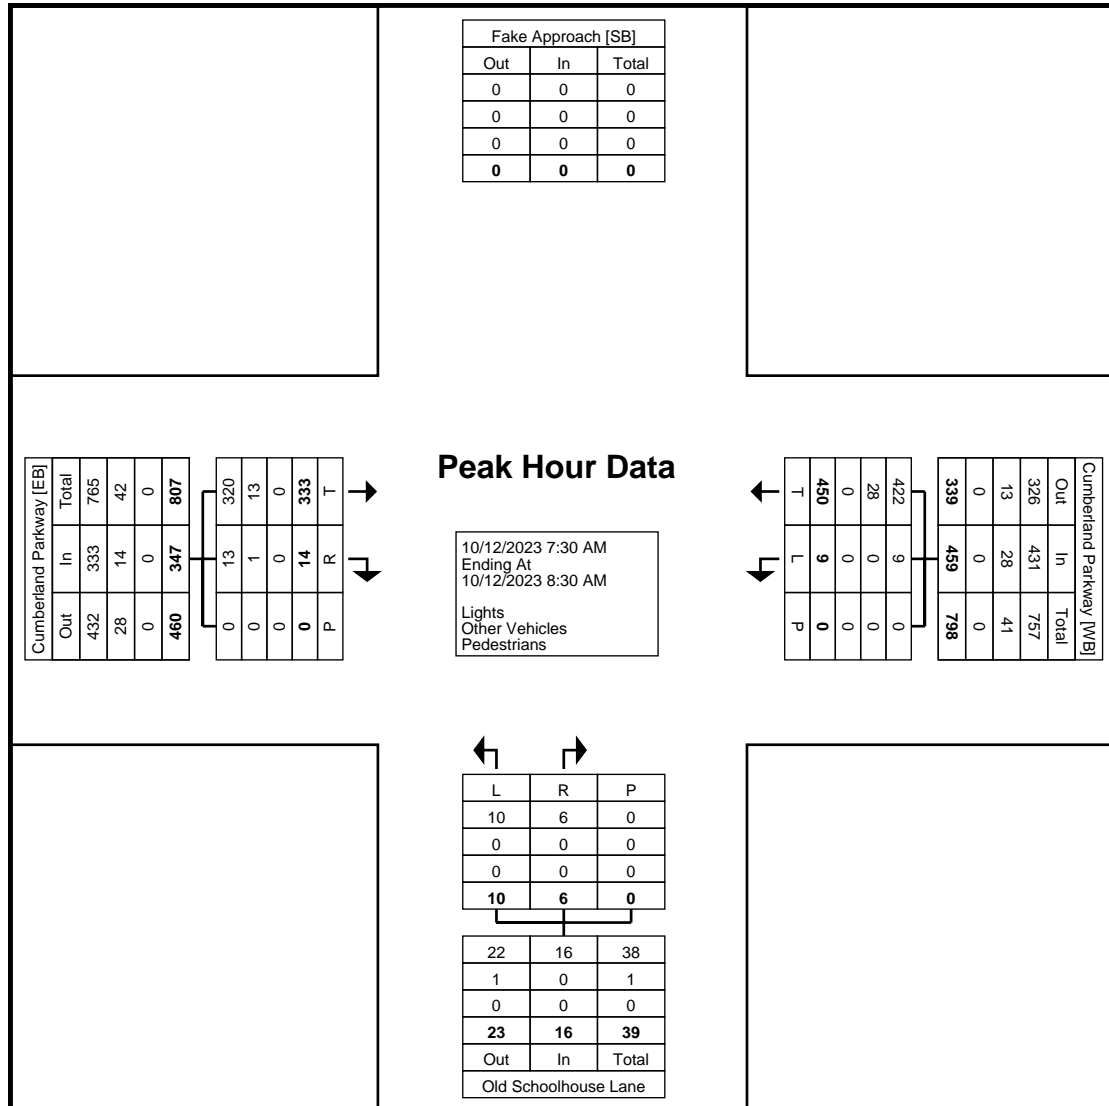 Fake Approach [SB]
Out In Total
0 0 0
0 0 0
0 0 0
0 0 0
Cumberland Parkway [EB]
Total In Out
765 333 432
42 14 28
0 0 0
807 347 460
320 13 0
13 1 0
0 0 0
333 14 0
T R P
Peak Hour Data
10/12/2023 7:30 AM
Ending At
10/12/2023 8:30 AM
Lights
Other Vehicles
Pedestrians
Cumberland Parkway [WB]
Out In Total
326 431 757
13 28 41
0 0 0
339 459 798
422 9 0
28 0 0
0 0 0
450 9 0
T L P
L R P
10 6 0
0 0 0
0 0 0
10 6 0
22 16 38
1 0 1
0 0 0
23 16 39
Out In Total
Old Schoolhouse Lane